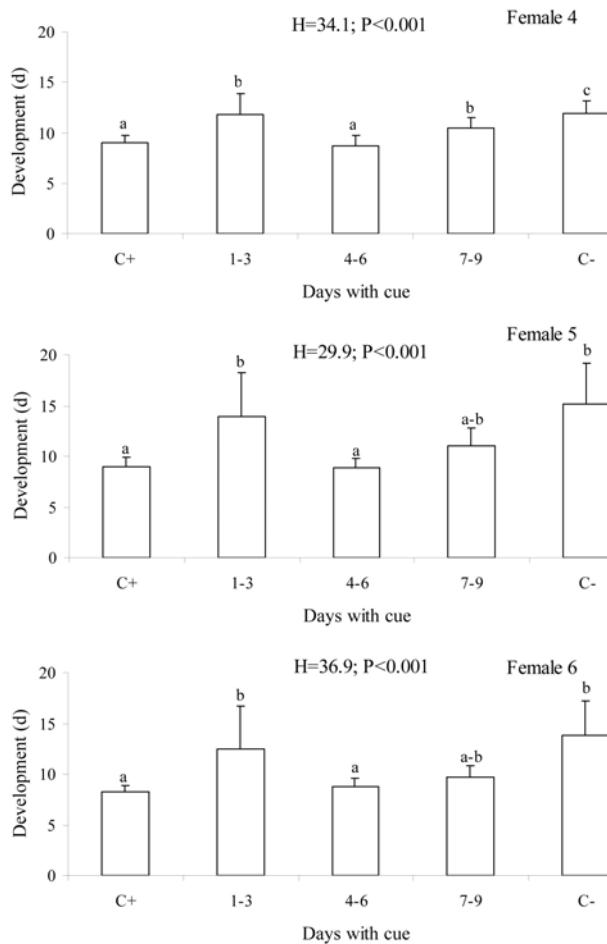 Female 4
H=34.1; P<0.001
Development (d)
20
15
10
5
0
a
b
a
b
c
C+ 1-3 4-6 7-9 C-
Days with cue
Female 5
H=29.9; P<0.001
Development (d)
20
15
10
5
0
a
b
a
a-b
b
C+ 1-3 4-6 7-9 C-
Days with cue
Female 6
H=36.9; P<0.001
Development (d)
20
15
10
5
0
a
b
a
a-b
b
C+ 1-3 4-6 7-9 C-
Days with cue